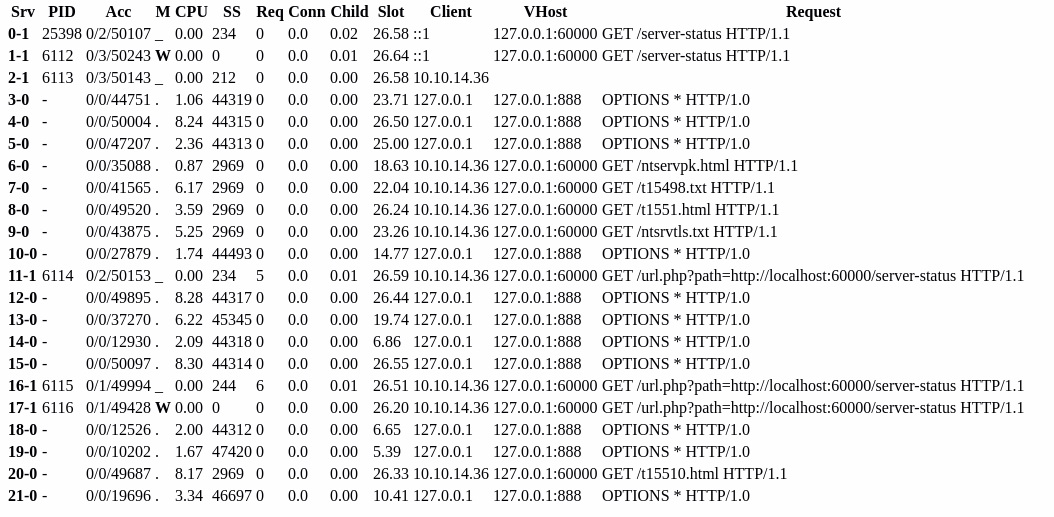 Srv PID Acc M CPU SS Req Conn Child Slot Client VHost Request
0-1 25398 0/2/50107 _ 0.00 234 0 0.0 0.02 26.58 ::1 127.0.0.1:60000 GET /server-status HTTP/1.1
1-1 6112 0/3/50243 W 0.00 0 0 0.0 0.01 26.64 ::1 127.0.0.1:60000 GET /server-status HTTP/1.1
2-1 6113 0/3/50143 _ 0.00 212 0 0.0 0.00 26.58 10.10.14.36
3-0 - 0/0/44751 . 1.06 44319 0 0.0 0.00 23.71 127.0.0.1 127.0.0.1:888 OPTIONS * HTTP/1.0
4-0 - 0/0/50004 . 8.24 44315 0 0.0 0.00 26.50 127.0.0.1 127.0.0.1:888 OPTIONS * HTTP/1.0
5-0 - 0/0/47207 . 2.36 44313 0 0.0 0.00 25.00 127.0.0.1 127.0.0.1:888 OPTIONS * HTTP/1.0
6-0 - 0/0/35088 . 0.87 2969 0 0.0 0.00 18.63 10.10.14.36 127.0.0.1:60000 GET /ntservpk.html HTTP/1.1
7-0 - 0/0/41565 . 6.17 2969 0 0.0 0.00 22.04 10.10.14.36 127.0.0.1:60000 GET /t15498.txt HTTP/1.1
8-0 - 0/0/49520 . 3.59 2969 0 0.0 0.00 26.24 10.10.14.36 127.0.0.1:60000 GET /t1551.html HTTP/1.1
9-0 - 0/0/43875 . 5.25 2969 0 0.0 0.00 23.26 10.10.14.36 127.0.0.1:60000 GET /ntsrvtls.txt HTTP/1.1
10-0 - 0/0/27879 . 1.74 44493 0 0.0 0.00 14.77 127.0.0.1 127.0.0.1:888 OPTIONS * HTTP/1.0
11-1 6114 0/2/50153 _ 0.00 234 5 0.0 0.01 26.59 10.10.14.36 127.0.0.1:60000 GET /url.php?path=http://localhost:60000/server-status HTTP/1.1
12-0 - 0/0/49895 . 8.28 44317 0 0.0 0.00 26.44 127.0.0.1 127.0.0.1:888 OPTIONS * HTTP/1.0
13-0 - 0/0/37270 . 6.22 45345 0 0.0 0.00 19.74 127.0.0.1 127.0.0.1:888 OPTIONS * HTTP/1.0
14-0 - 0/0/12930 . 2.09 44318 0 0.0 0.00 6.86 127.0.0.1 127.0.0.1:888 OPTIONS * HTTP/1.0
15-0 - 0/0/50097 . 8.30 44314 0 0.0 0.00 26.55 127.0.0.1 127.0.0.1:888 OPTIONS * HTTP/1.0
16-1 6115 0/1/49994 _ 0.00 244 6 0.0 0.01 26.51 10.10.14.36 127.0.0.1:60000 GET /url.php?path=http://localhost:60000/server-status HTTP/1.1
17-1 6116 0/1/49428 W 0.00 0 0 0.0 0.00 26.20 10.10.14.36 127.0.0.1:60000 GET /url.php?path=http://localhost:60000/server-status HTTP/1.1
18-0 - 0/0/12526 . 2.00 44312 0 0.0 0.00 6.65 127.0.0.1 127.0.0.1:888 OPTIONS * HTTP/1.0
19-0 - 0/0/10202 . 1.67 47420 0 0.0 0.00 5.39 127.0.0.1 127.0.0.1:888 OPTIONS * HTTP/1.0
20-0 - 0/0/49687 . 8.17 2969 0 0.0 0.00 26.33 10.10.14.36 127.0.0.1:60000 GET /t15510.html HTTP/1.1
21-0 - 0/0/19696 . 3.34 46697 0 0.0 0.00 10.41 127.0.0.1 127.0.0.1:888 OPTIONS * HTTP/1.0